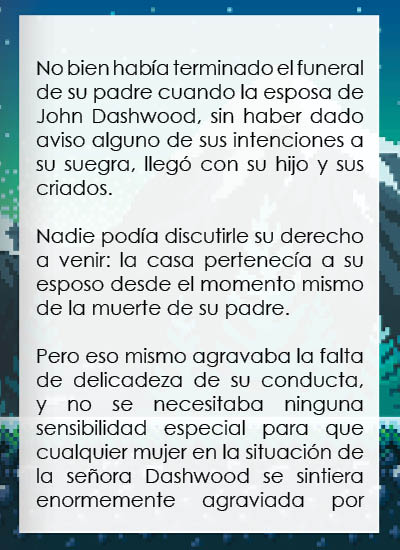 No bien había terminado el funeral
de su padre cuando la esposa de
John Dashwood, sin haber dado
aviso alguno de sus intenciones a
su suegra, llegó con su hijo y sus
criados.
Nadie podía discutirle su derecho
a venir: la casa pertenecía a su
esposo desde el momento mismo
de la muerte de su padre.
Pero eso mismo agravaba la falta
de delicadeza de su conducta,
y no se necesitaba ninguna
sensibilidad especial para que
cualquier mujer en la situación de
la señora Dashwood se sintiera
enormemente agraviada por